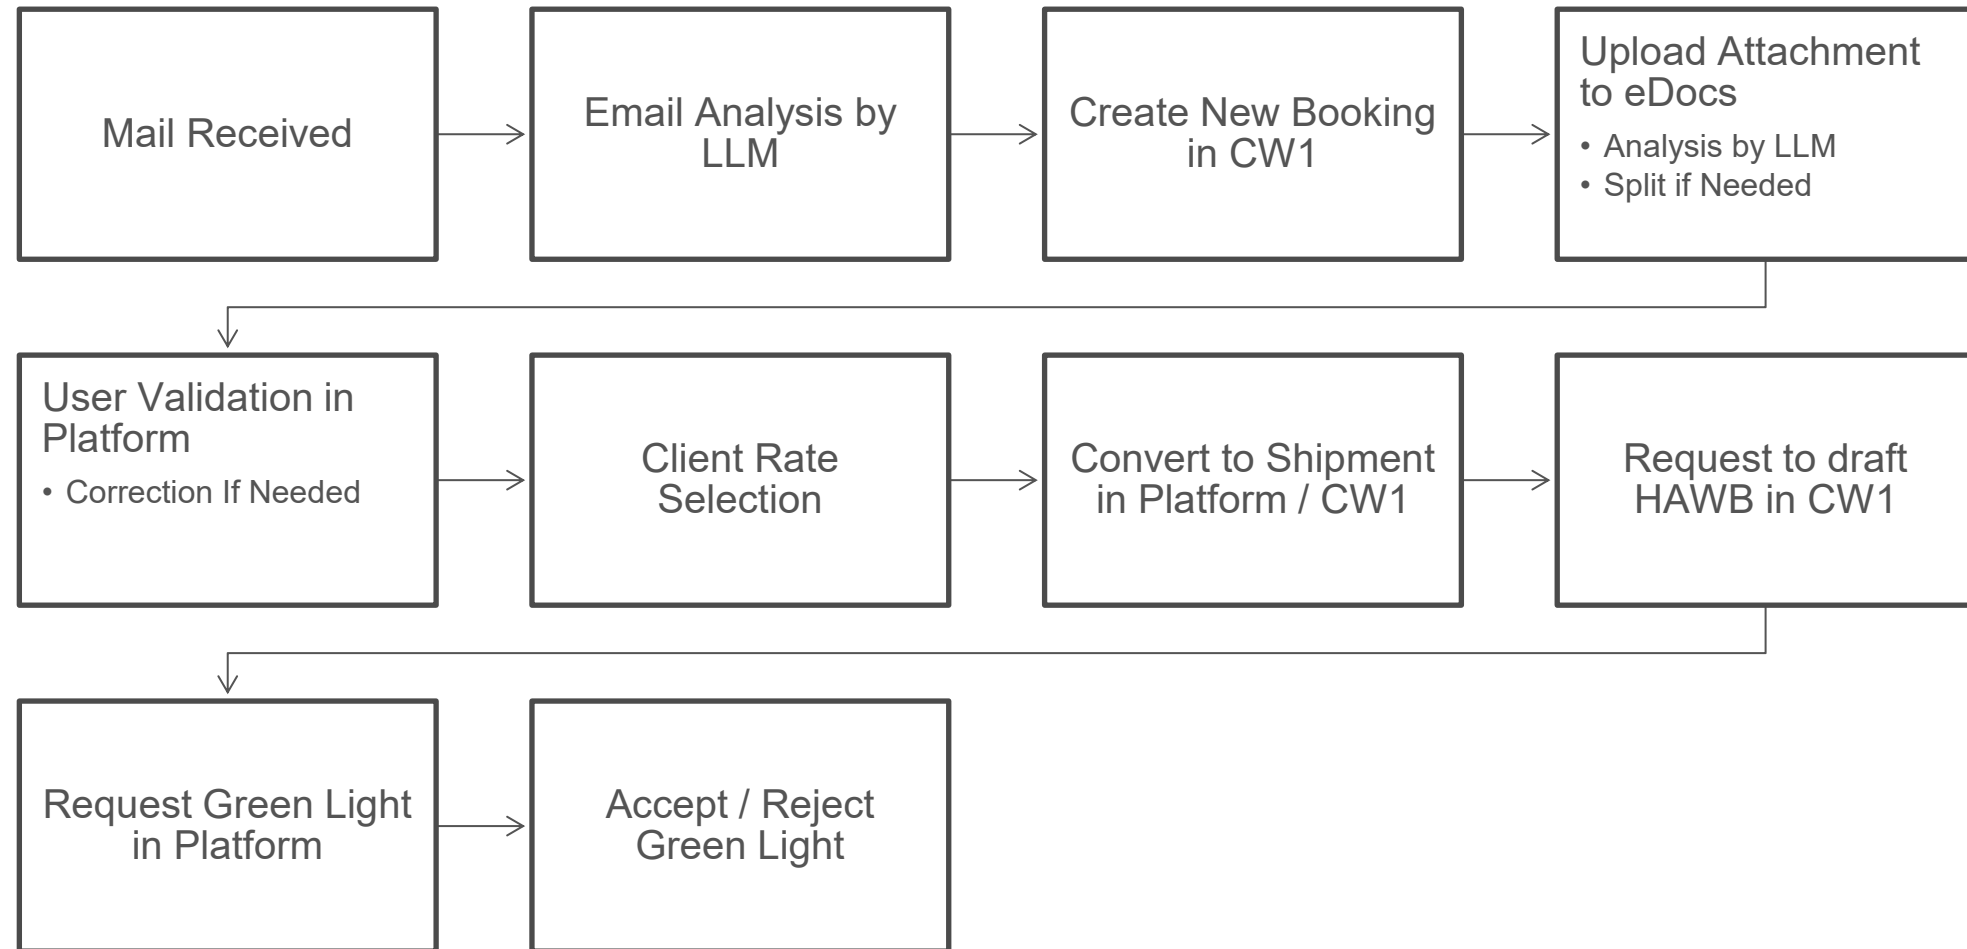 Mail Received
Email Analysis by
LLM
Create New Booking
in CW1
Upload Attachment
to eDocs
• Analysis by LLM
• Split if Needed
User Validation in
Platform
• Correction If Needed
Client Rate
Selection
Convert to Shipment
in Platform / CW1
Request to draft
HAWB in CW1
Request Green Light
in Platform
Accept / Reject
Green Light